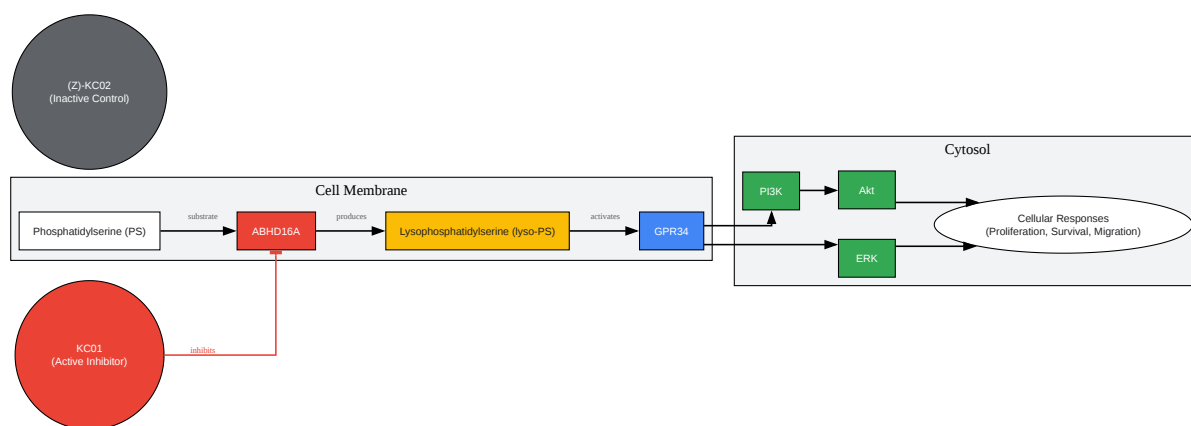 (Z)-KC02
(Inactive Control)
Cell Membrane
Phosphatidylserine (PS)
substrate
ABHD16A
produces
Lysophosphatidylserine (lyso-PS)
activates
GPR34
Cytosol
PI3K
Akt
ERK
Cellular Responses
(Proliferation, Survival, Migration)
KC01
(Active Inhibitor)
inhibits